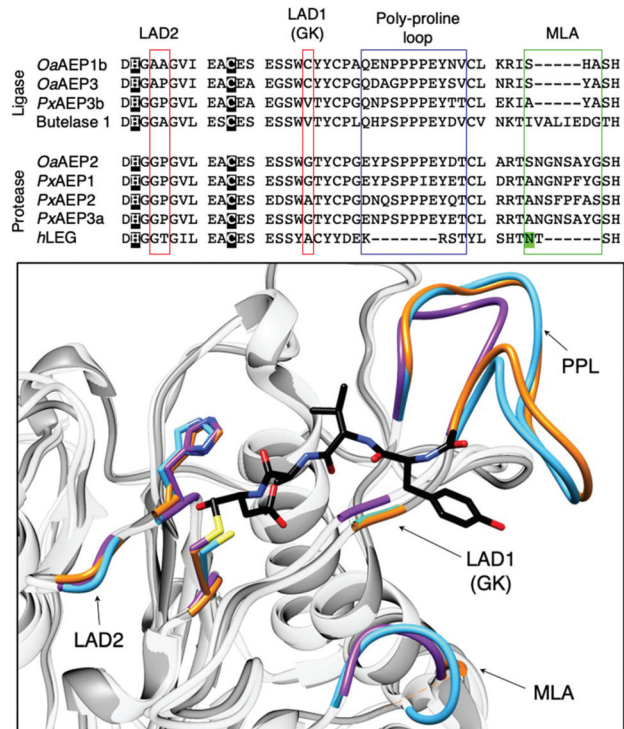 LAD2
LAD1
(GK)
Poly-proline
loop
MLA
Ligase
OaAEP1b DHGAAGVI EACES ESSWCYYCPAQENPPPPEYNVCL KRIS-----HASH
OaAEP3 DHGAPGVI EACEA EGSWCYYCPAQDAGPPPEYSVCL KRIS-----YASH
PxAEP3b DHGGPGVL EACES EGSWVTYCPGQNPSPPPEYTTCL KEIA-----YASH
Butelase 1 DHGGAGVL ESCES ESSWVTYCPLQHPSPPPEYDVCV NKTIVALIEDGTH
Protease
OaAEP2 DHGGPGVL EACES ESSWGTYCPGEYPSPPPEYDTCL ARTSNGNSAYGSH
PxAEP1 DHGGPGVL EACES ESSWGTYCPGEYPSPPIEYETCL DRTANGNPFYGSH
PxAEP2 DHGGPGVL EACES EDSWATYCPGDNQSPPPEYQTCL RRTANSFPFASSH
PxAEP3a DHGGPGVL EACES ESSWGTYCPGENPSPPPEYETCL RRTANGNSAYGSH
hLEG DHGGTGIL EACES ESSYACYYDEK--------RSTYL SHTNT------SH
PPL
LAD1
(GK)
LAD2
MLA